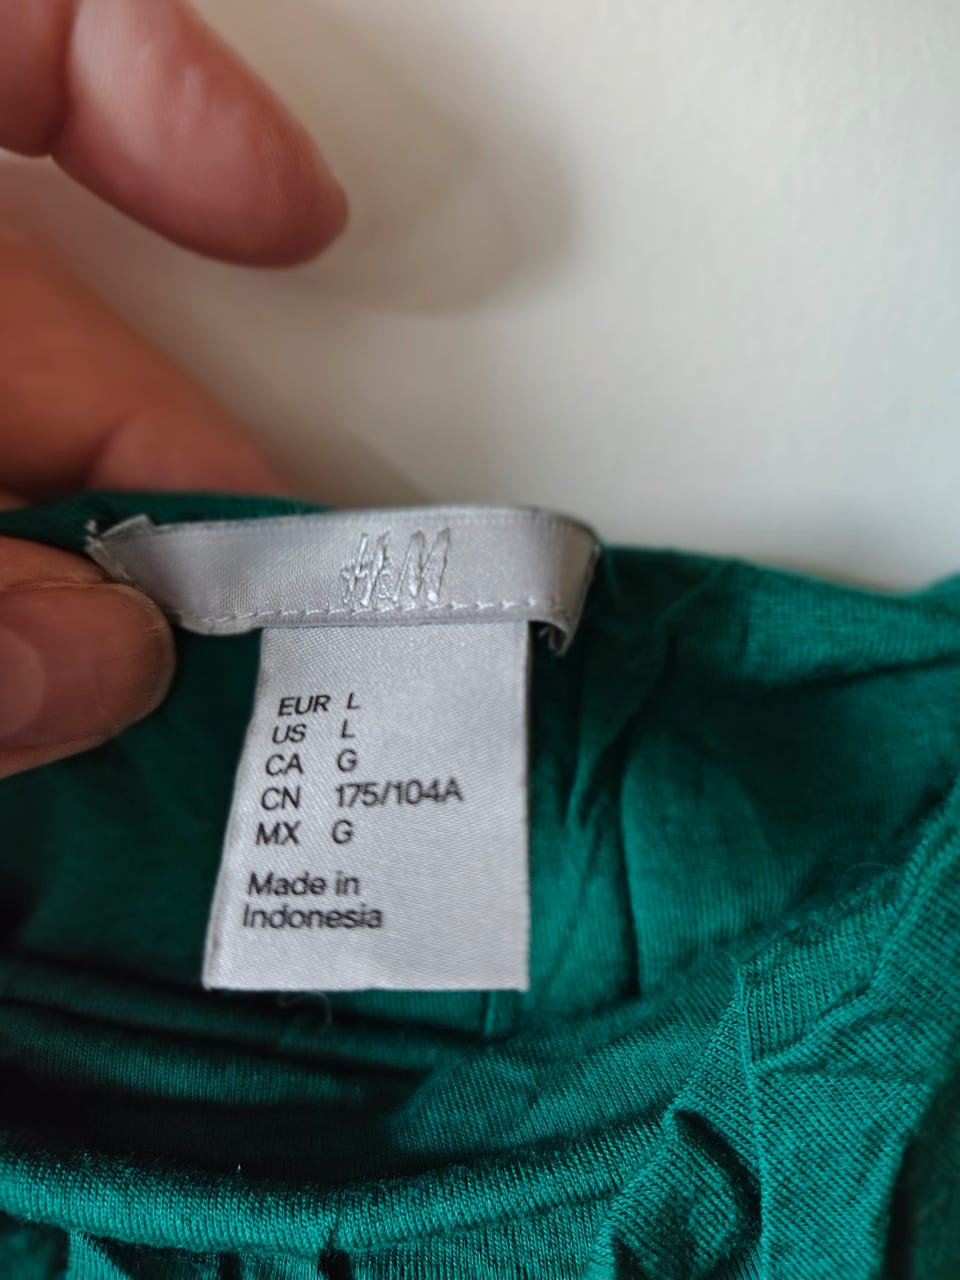 H&M
EUR L
US L
CA G
CN 175/104A
MX G
Made in
Indonesia